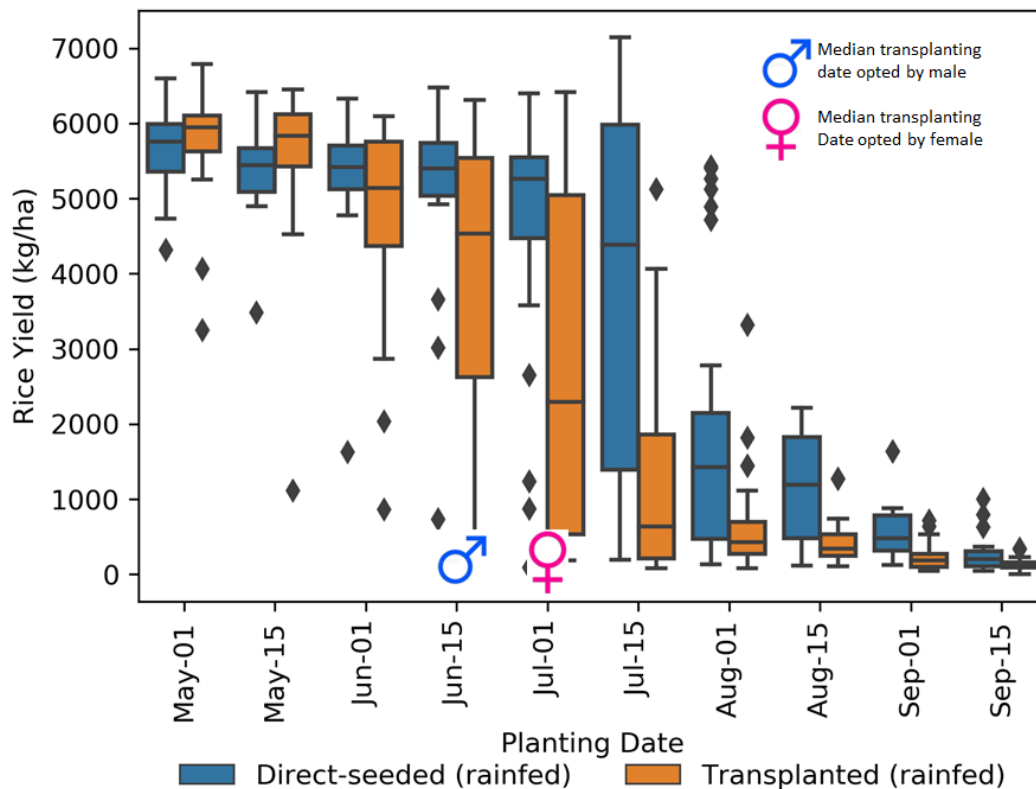 7000
6000
5000
4000
3000
2000
1000
0
Rice Yield (kg/ha)
Median transplanting
date opted by male
Median transplanting
Date opted by female
May-01
May-15
Jun-01
Jun-15
Jul-01
Jul-15
Aug-01
Aug-15
Sep-01
Sep-15
Planting Date
Direct-seeded (rainfed)
Transplanted (rainfed)